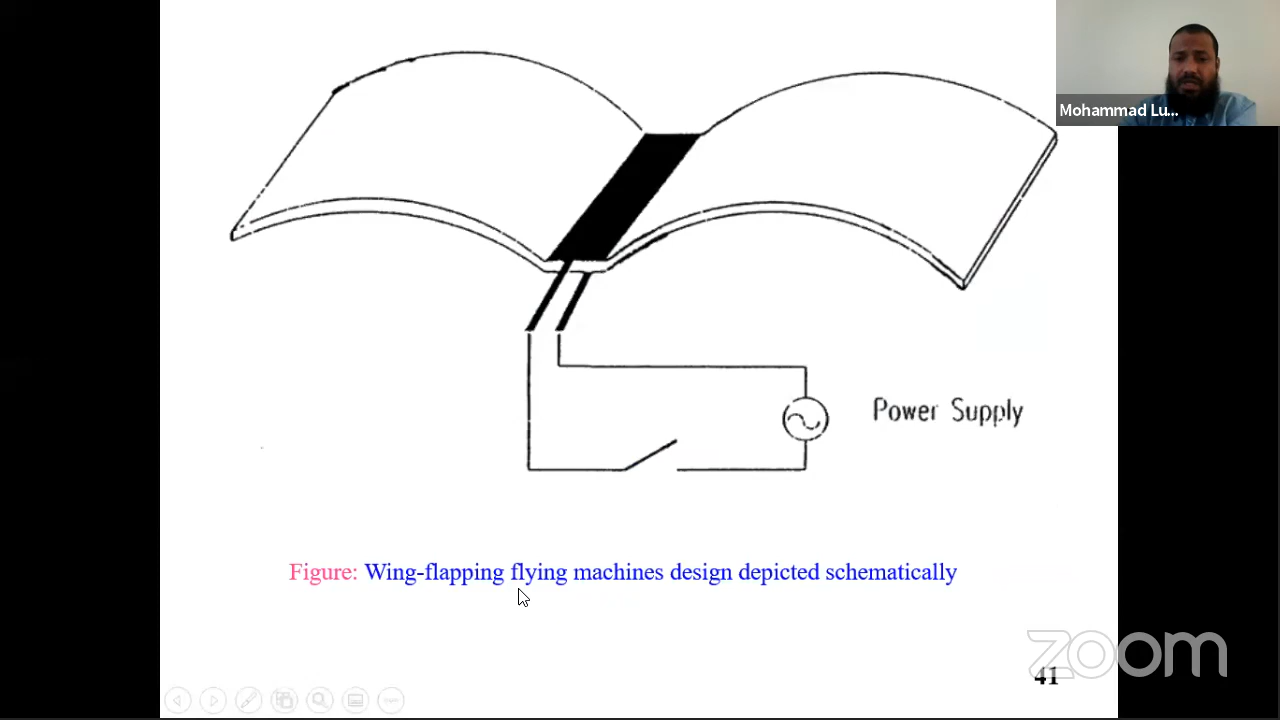 Mohammad Lu...
Power Supply
Figure: Wing-flapping flying machines design depicted schematically
zoom
41